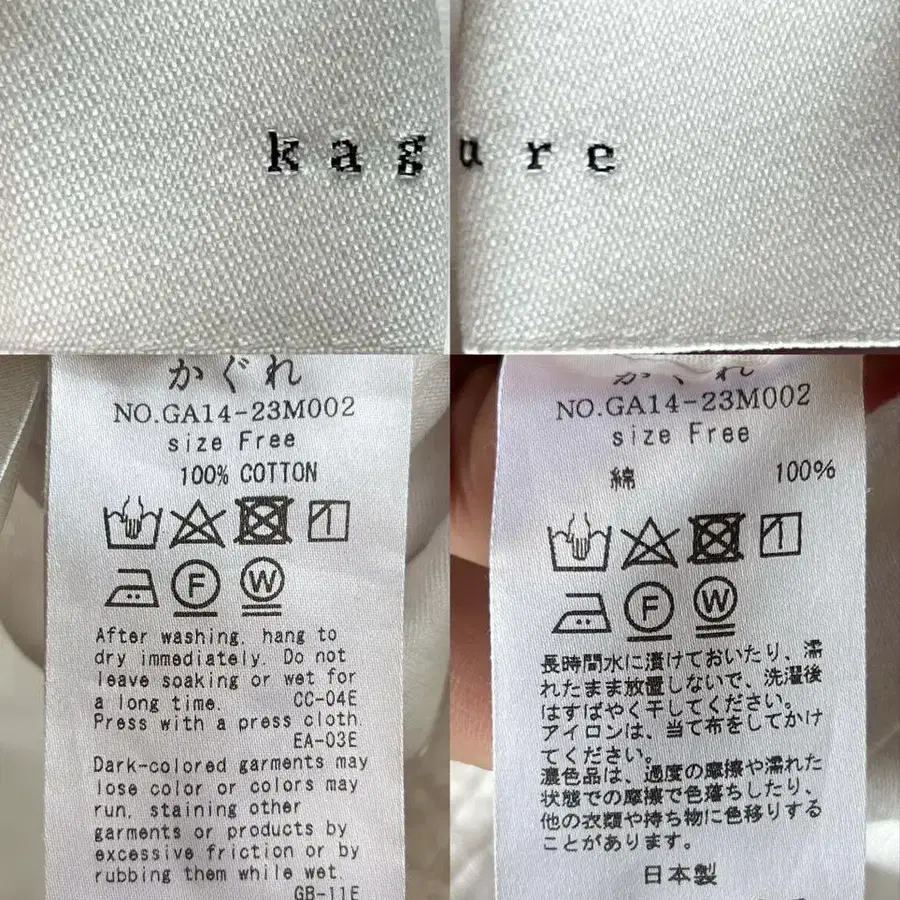 kagure
かぐれ
NO.GA14-23M002
size Free
100% COTTON
F W
After washing, hang to
dry immediately. Do not
leave soaking or wet for
a long time. CC-04E
Press with a press cloth.
EA-03E
Dark-colored garments may
lose color or colors may
run, staining other
garments or products by
excessive friction or by
rubbing them while wet.
GB-11E
かぐれ
NO.GA14-23M002
size Free
綿 100%
F W
長時間水に漬けておいたり、濡
れたまま放置しないで、洗濯後
はすばやく干してください。
アイロンは、当て布をしてかけ
てください。
濃色品は、過度の摩擦や濡れた
状態での摩擦で色落ちしたり、
他の衣類や持ち物に色移りする
ことがあります。
日本製